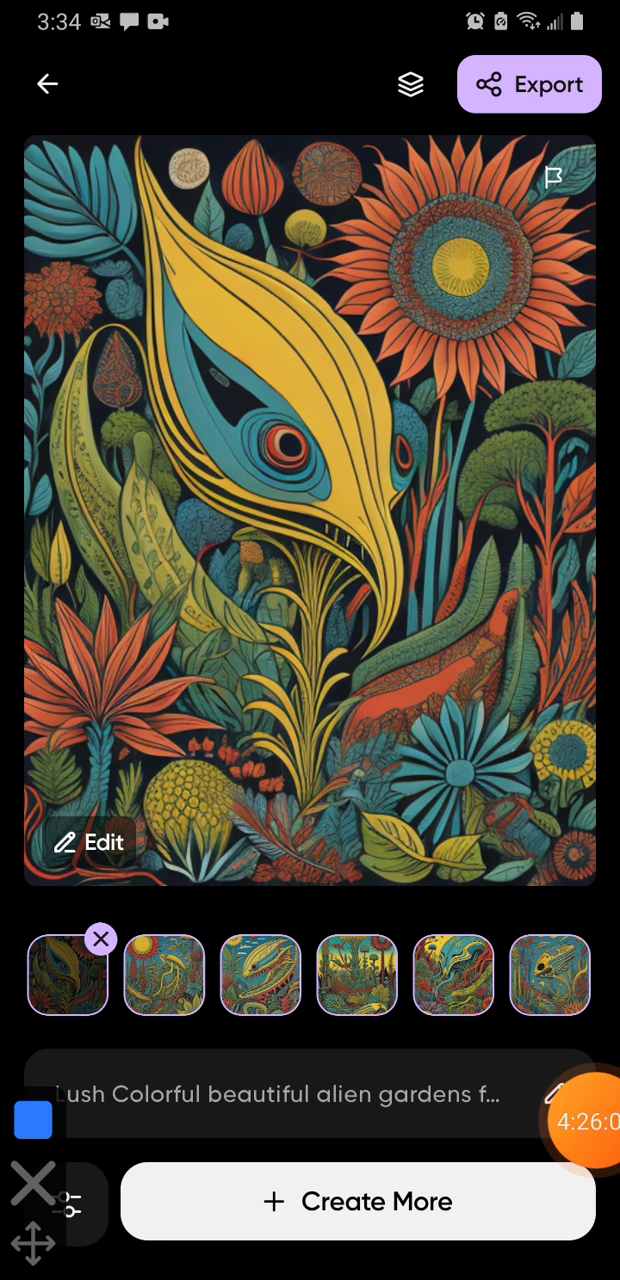 3:34
Export
Edit
Lush Colorful beautiful alien gardens f...
4:26:0
+ Create More